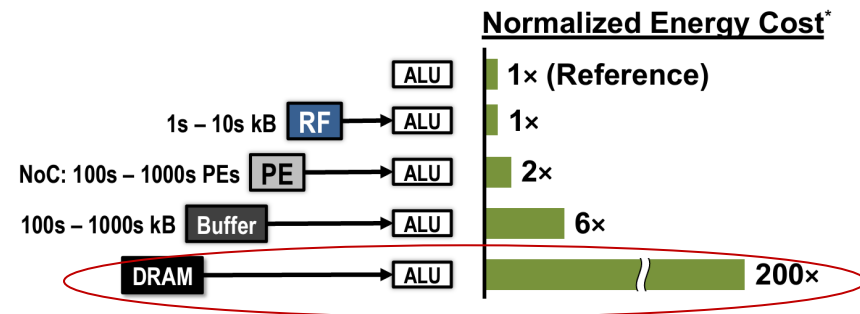 Normalized Energy Cost*
ALU 1× (Reference)
1s – 10s kB RF ALU 1×
NoC: 100s – 1000s PEs PE ALU 2×
100s – 1000s kB Buffer ALU 6×
DRAM ALU 200×